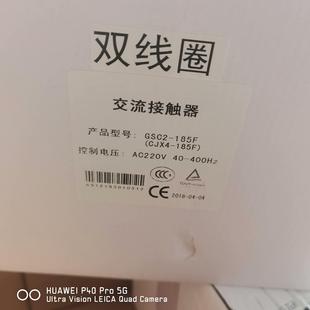 双线圈
交流接触器
产品型号: GSC2-185F
(CJX4-185F)
控制电压: AC220V 40-400Hz
2018-04-04
HUAWEI P40 Pro 5G
Ultra Vision LEICA Quad Camera